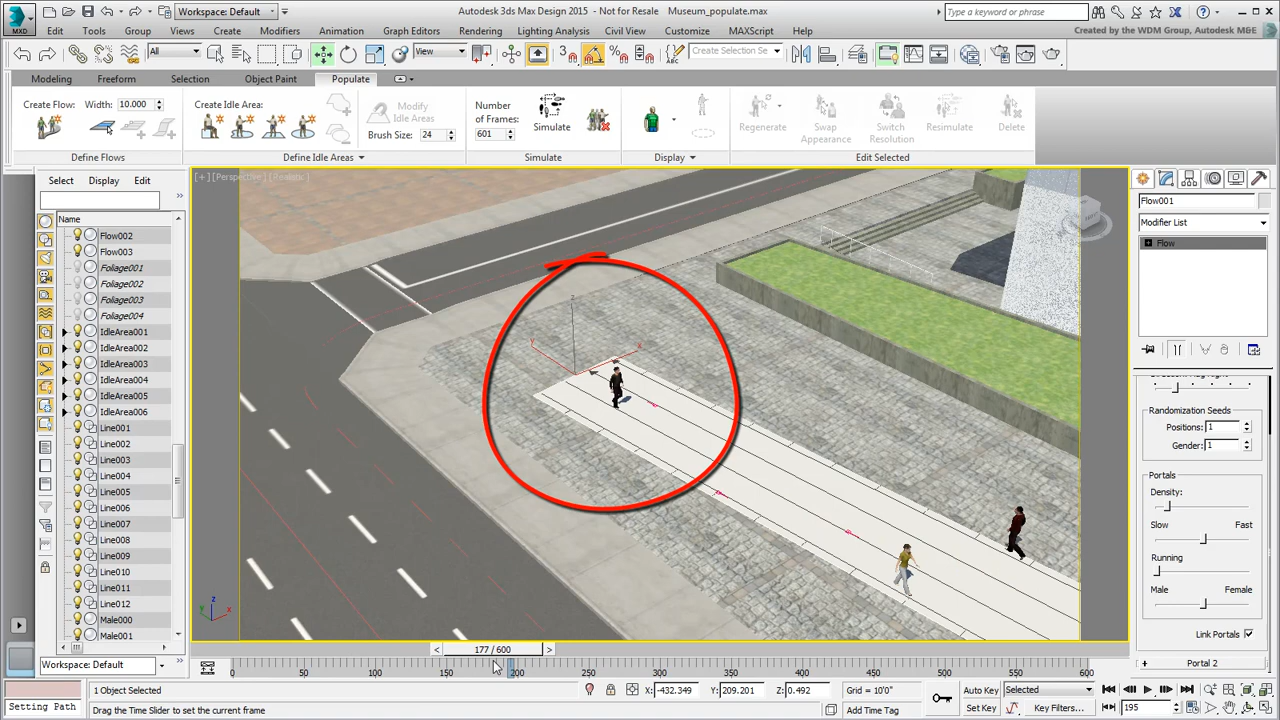 MXD
Workspace: Default
Autodesk 3ds Max Design 2015 - Not for Resale Museum_populate.max
Type a keyword or phrase
Edit Tools Group Views Create Modifiers Animation Graph Editors Rendering Lighting Analysis Civil View Customize MAXScript Help
Created by the WDM Group, Autodesk M&E
All
View
3
Create Selection Se
Modeling Freeform Selection Object Paint Populate
Create Flow: Width: 10.000
Create Idle Area:
Modify Idle Areas
Brush Size: 24
Number of Frames:
601
Simulate
Regenerate
Swap Appearance
Switch Resolution
Resimulate
Delete
Define Flows
Define Idle Areas
Simulate
Display
Edit Selected
Select Display Edit
Name
Flow002
Flow003
Foliage001
Foliage002
Foliage003
Foliage004
IdleArea001
IdleArea002
IdleArea003
IdleArea004
IdleArea005
IdleArea006
Line001
Line002
Line003
Line004
Line005
Line006
Line007
Line008
Line009
Line010
Line011
Line012
Male000
Male001
[+] [Perspective] [Realistic]
z
x
y
z
y
x
Flow001
Modifier List
Flow
Randomization Seeds
Positions: 1
Gender: 1
Portals
Density:
Slow Fast
Running
Male Female
Link Portals
+ Portal 2
Workspace: Default
< 177 / 600 >
0 50 100 150 200 250 300 350 400 450 500 550 600
Setting Path
1 Object Selected
Drag the Time Slider to set the current frame
X: -432.349 Y: 209.201 Z: 0.492
Grid = 10'0"
Add Time Tag
Auto Key Selected
Set Key Key Filters...
195